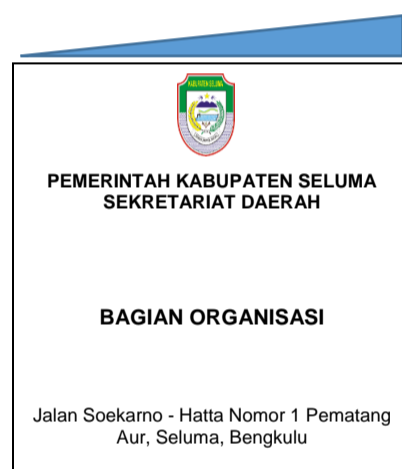 KABUPATEN SELUMA
PEMERINTAH KABUPATEN SELUMA
SEKRETARIAT DAERAH
BAGIAN ORGANISASI
Jalan Soekarno - Hatta Nomor 1 Pematang
Aur, Seluma, Bengkulu